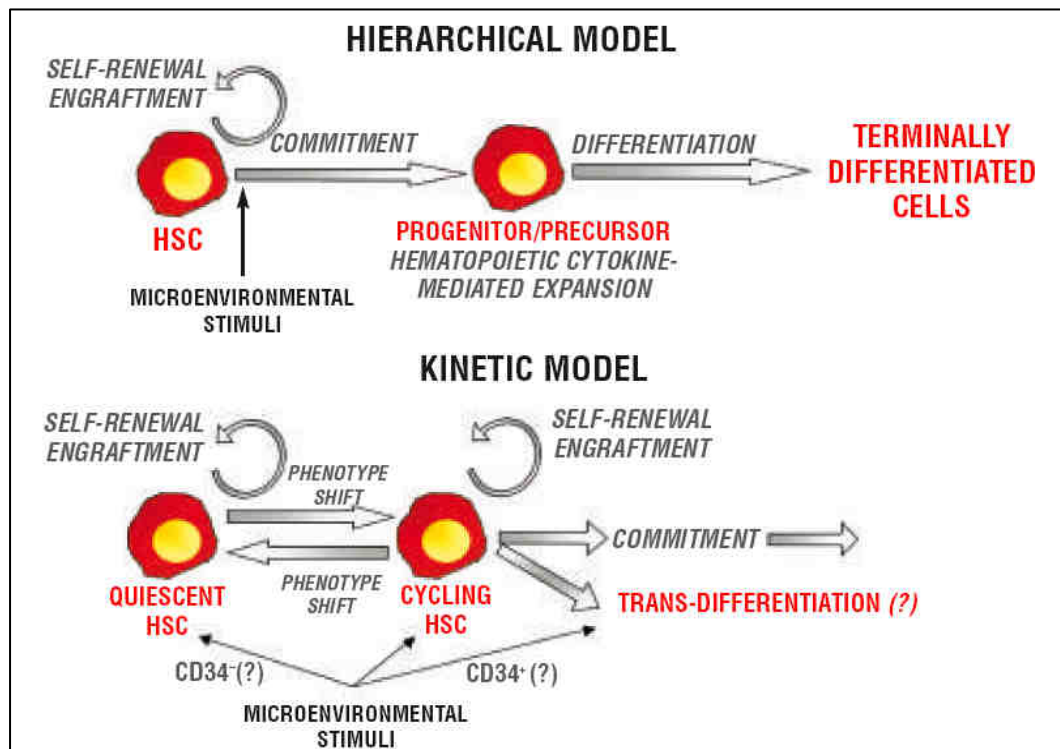 HIERARCHICAL MODEL
SELF-RENEWAL
ENGRAFTMENT
COMMITMENT
DIFFERENTIATION
TERMINALLY
DIFFERENTIATED
CELLS
HSC
PROGENITOR/PRECURSOR
HEMATOPOIETIC CYTOKINE-
MEDIATED EXPANSION
MICROENVIRONMENTAL
STIMULI
KINETIC MODEL
SELF-RENEWAL
ENGRAFTMENT
SELF-RENEWAL
ENGRAFTMENT
PHENOTYPE
SHIFT
COMMITMENT
PHENOTYPE
SHIFT
QUIESCENT
HSC
CYCLING
HSC
TRANS-DIFFERENTIATION (?)
CD34⁻(?)
CD34⁺ (?)
MICROENVIRONMENTAL
STIMULI